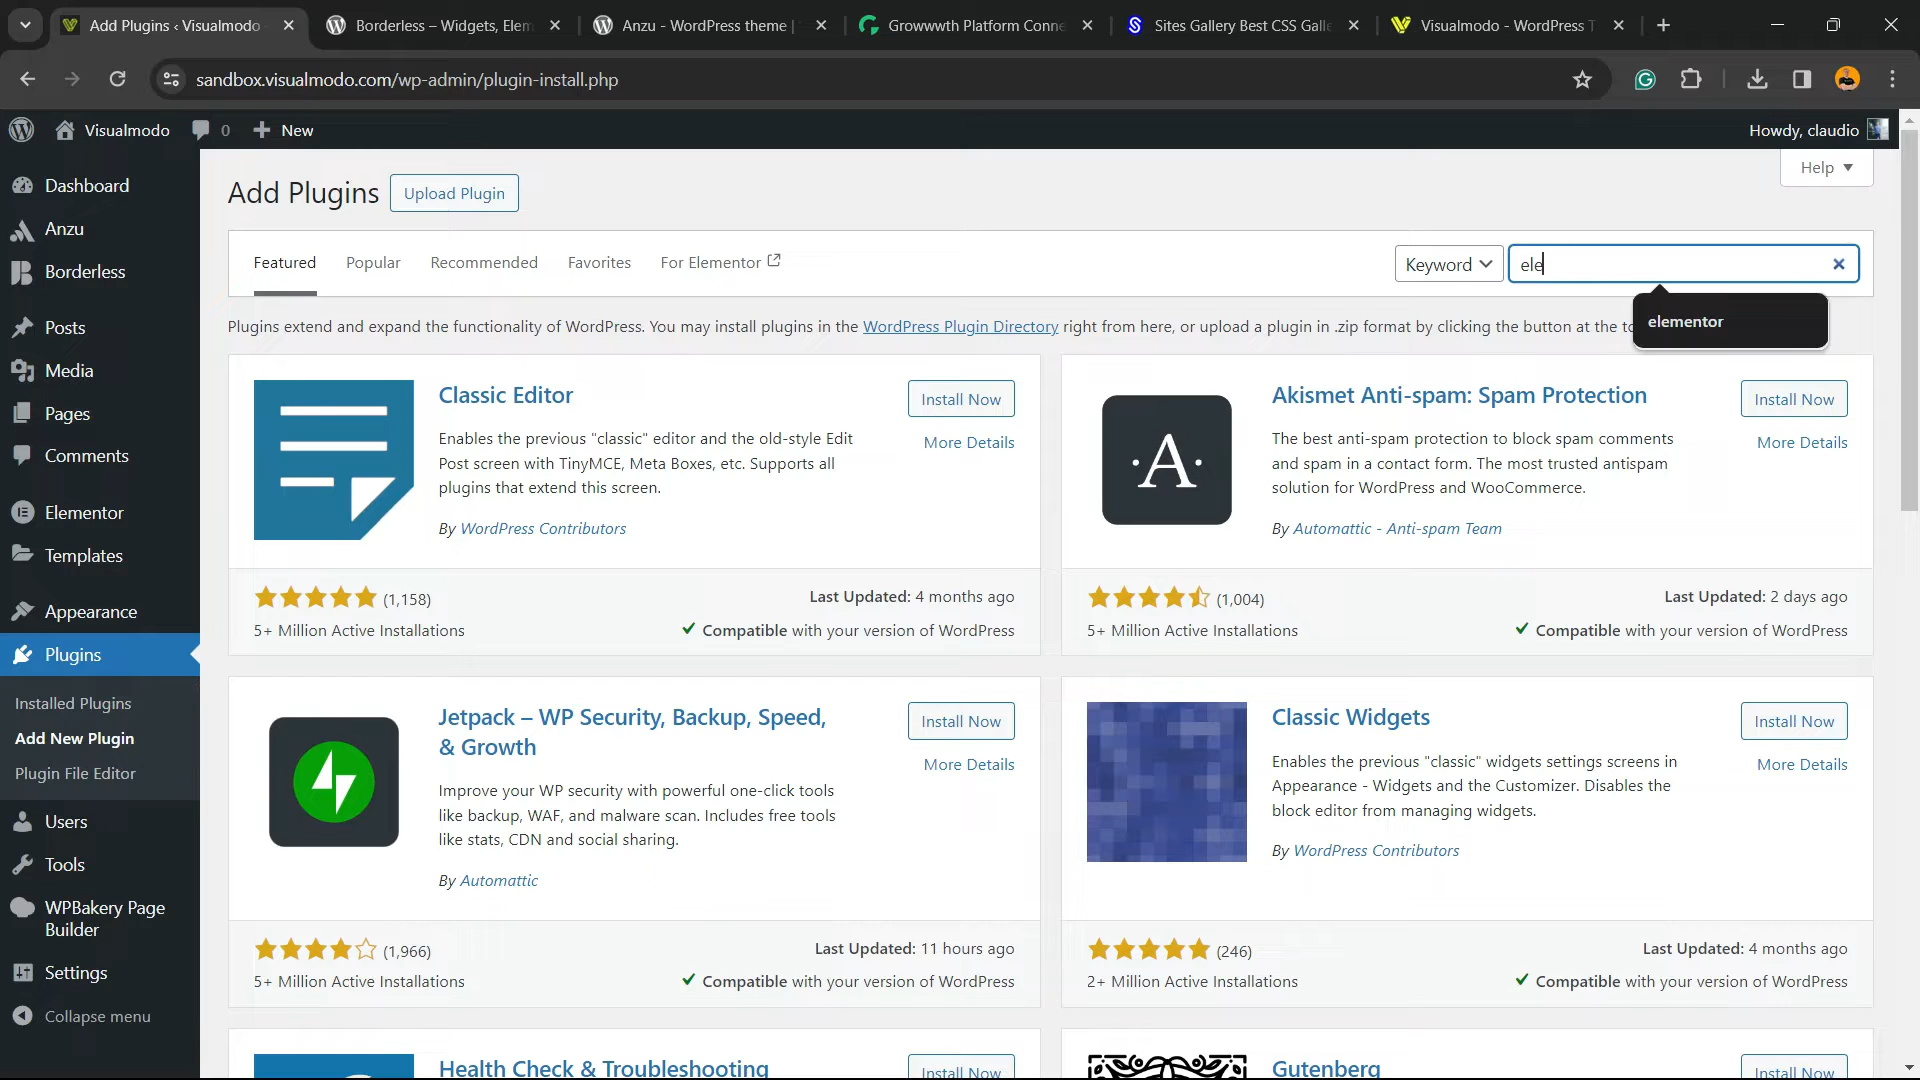 Add Plugins ‹ Visualmodo
Borderless – Widgets, Elem
Anzu - WordPress theme |
Growwwth Platform Conne
Sites Gallery Best CSS Galle
Visualmodo - WordPress T
sandbox.visualmodo.com/wp-admin/plugin-install.php
Visualmodo
0
New
Howdy, claudio
Dashboard
Anzu
Borderless
Posts
Media
Pages
Comments
Elementor
Templates
Appearance
Plugins
Installed Plugins
Add New Plugin
Plugin File Editor
Users
Tools
WPBakery Page
Builder
Settings
Collapse menu
Help
Add Plugins
Upload Plugin
Featured
Popular
Recommended
Favorites
For Elementor
Keyword
ele
elementor
Plugins extend and expand the functionality of WordPress. You may install plugins in the WordPress Plugin Directory right from here, or upload a plugin in .zip format by clicking the button at the to
Classic Editor
Install Now
More Details
Enables the previous "classic" editor and the old-style Edit
Post screen with TinyMCE, Meta Boxes, etc. Supports all
plugins that extend this screen.
By WordPress Contributors
(1,158)
5+ Million Active Installations
Last Updated: 4 months ago
Compatible with your version of WordPress
·A·
Akismet Anti-spam: Spam Protection
Install Now
More Details
The best anti-spam protection to block spam comments
and spam in a contact form. The most trusted antispam
solution for WordPress and WooCommerce.
By Automattic - Anti-spam Team
(1,004)
5+ Million Active Installations
Last Updated: 2 days ago
Compatible with your version of WordPress
Jetpack – WP Security, Backup, Speed,
& Growth
Install Now
More Details
Improve your WP security with powerful one-click tools
like backup, WAF, and malware scan. Includes free tools
like stats, CDN and social sharing.
By Automattic
(1,966)
5+ Million Active Installations
Last Updated: 11 hours ago
Compatible with your version of WordPress
Classic Widgets
Install Now
More Details
Enables the previous "classic" widgets settings screens in
Appearance - Widgets and the Customizer. Disables the
block editor from managing widgets.
By WordPress Contributors
(246)
2+ Million Active Installations
Last Updated: 4 months ago
Compatible with your version of WordPress
Health Check & Troubleshooting
Install Now
Gutenberg
Install Now